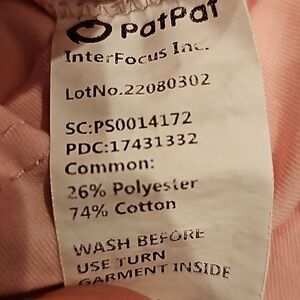 PatPat
InterFocus Inc.
LotNo.22080302
SC:PS0014172
PDC:17431332
Common:
26% Polyester
74% Cotton
WASH BEFORE
USE TURN
GARMENT INSIDE